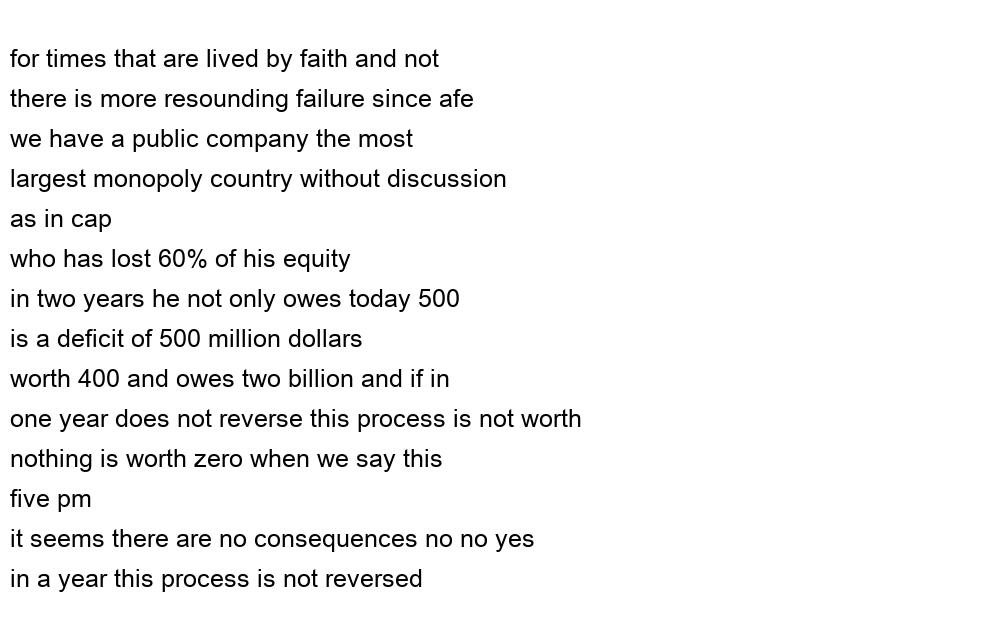 for times that are lived by faith and not
there is more resounding failure since afe
we have a public company the most
largest monopoly country without discussion
as in cap
who has lost 60% of his equity
in two years he not only owes today 500
is a deficit of 500 million dollars
worth 400 and owes two billion and if in
one year does not reverse this process is not worth
nothing is worth zero when we say this
five pm
it seems there are no consequences no no yes
in a year this process is not reversed